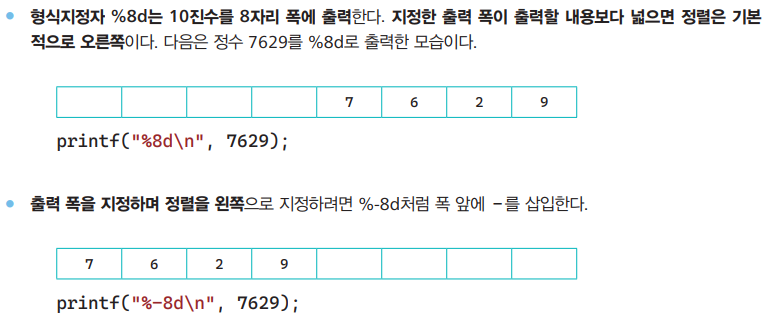 • 형식지정자 %8d는 10진수를 8자리 폭에 출력한다. 지정한 출력 폭이 출력할 내용보다 넓으면 정렬은 기본
적으로 오른쪽이다. 다음은 정수 7629를 %8d로 출력한 모습이다.
7 6 2 9
printf("%8d\n", 7629);
• 출력 폭을 지정하며 정렬을 왼쪽으로 지정하려면 %-8d처럼 폭 앞에 -를 삽입한다.
7 6 2 9
printf("%-8d\n", 7629);